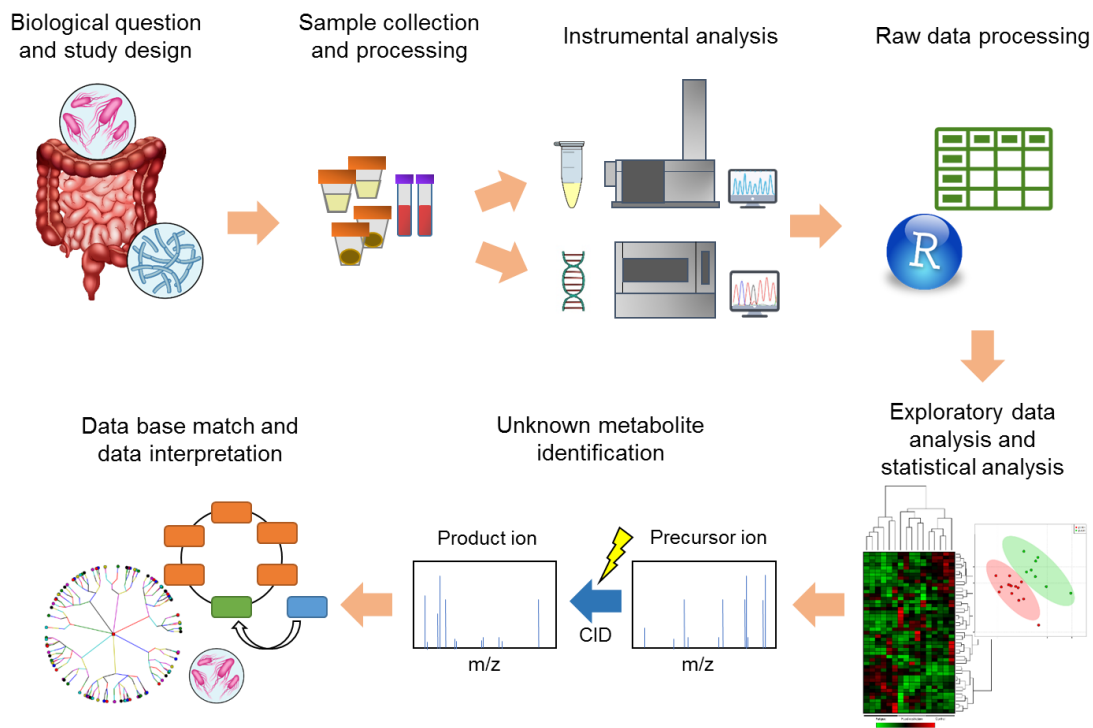 Biological question
and study design
Sample collection
and processing
Instrumental analysis
Raw data processing
R
Exploratory data
analysis and
statistical analysis
Unknown metabolite
identification
Precursor ion
Product ion
CID
m/z
m/z
Data base match and
data interpretation